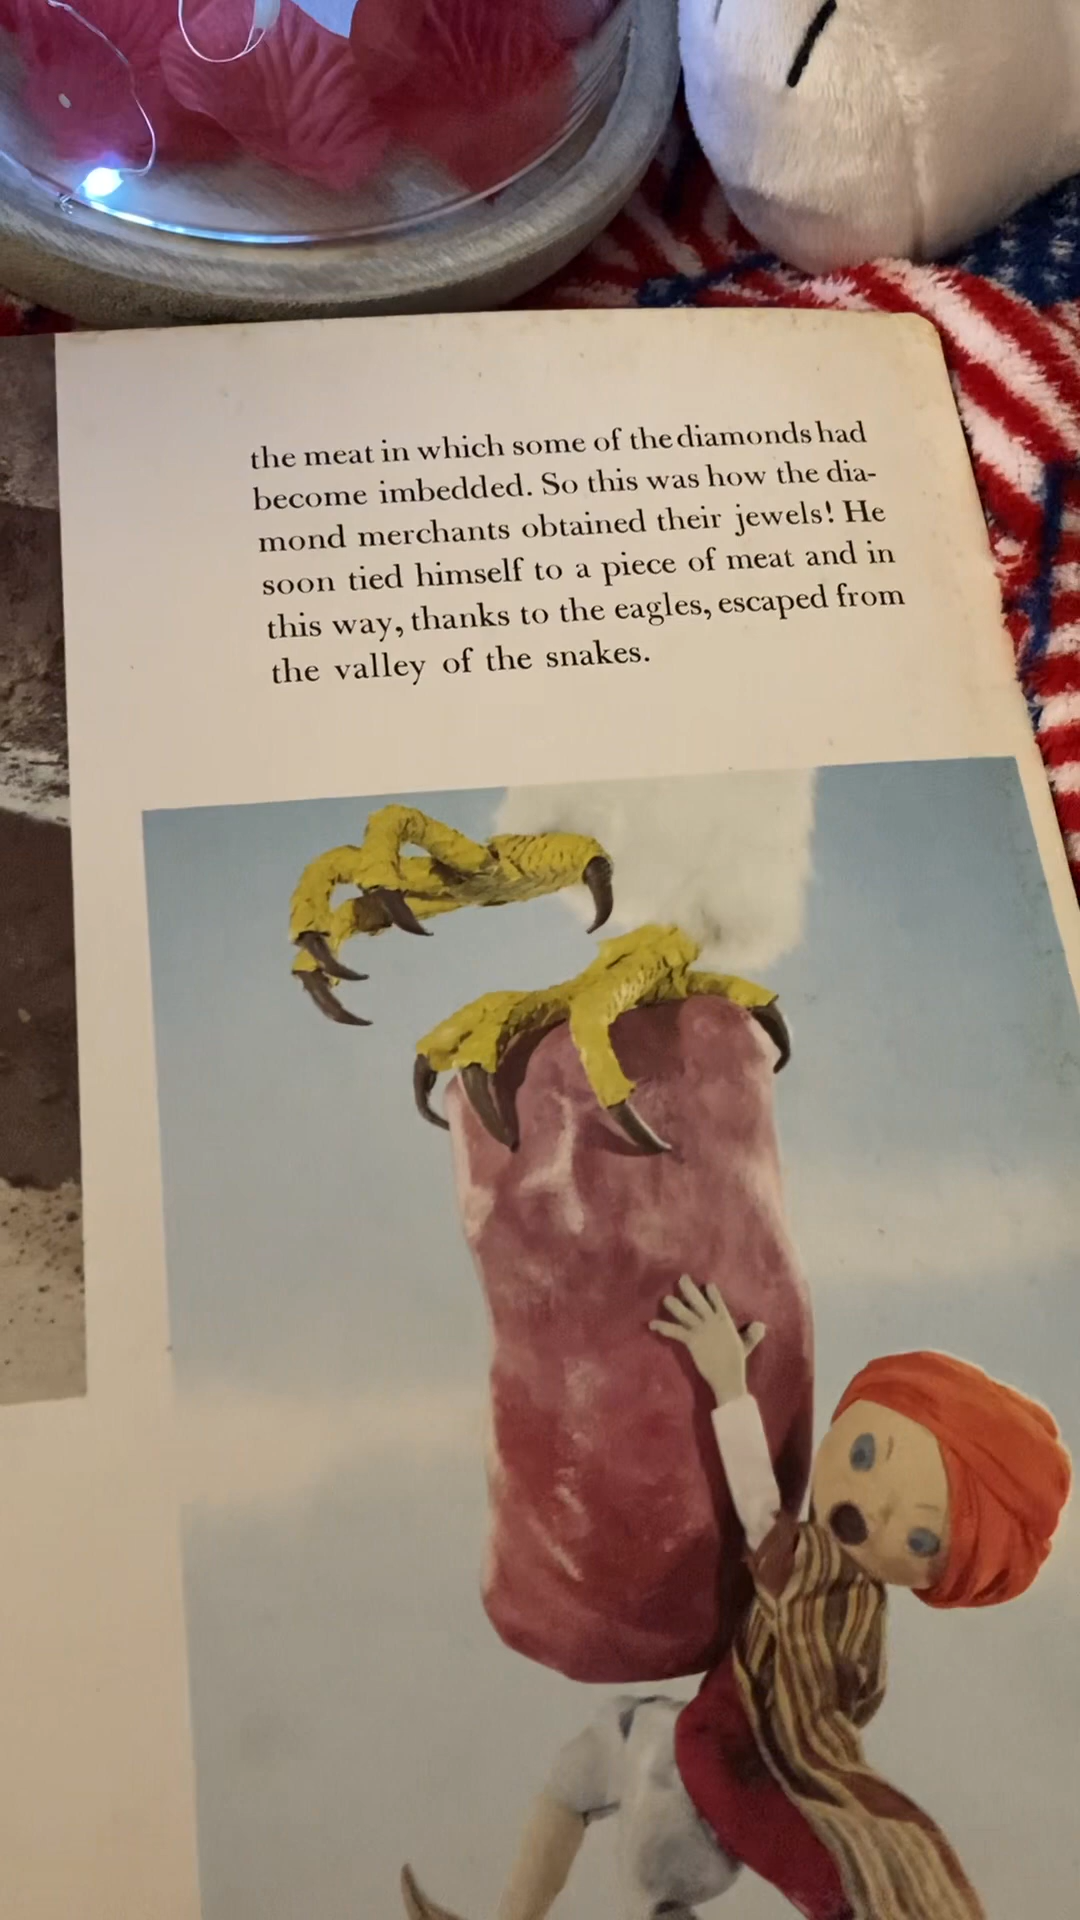 the meat in which some of the diamonds had
become imbedded. So this was how the dia-
mond merchants obtained their jewels! He
soon tied himself to a piece of meat and in
this way, thanks to the eagles, escaped from
the valley of the snakes.